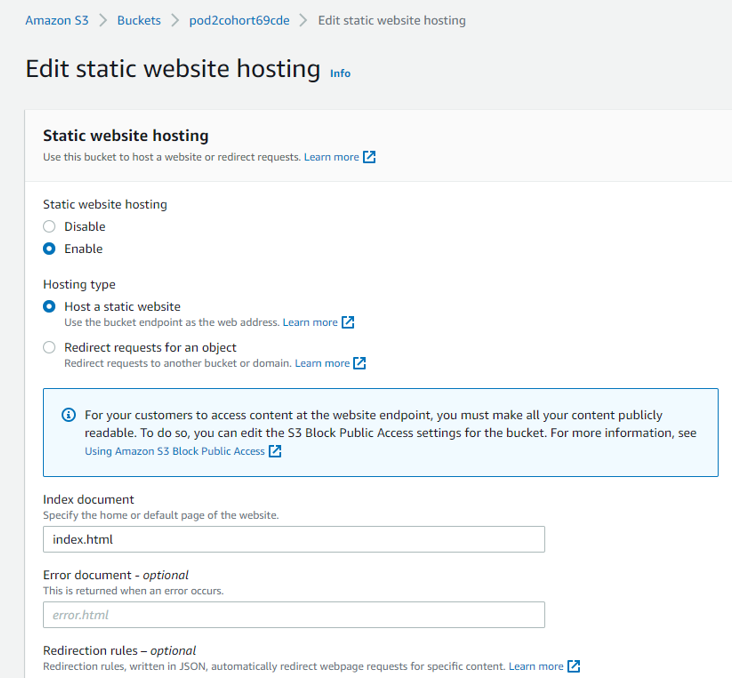 Amazon S3 > Buckets > pod2cohort69cde > Edit static website hosting
Edit static website hosting Info
Static website hosting
Use this bucket to host a website or redirect requests. Learn more
Static website hosting
Disable
Enable
Hosting type
Host a static website
Use the bucket endpoint as the web address. Learn more
Redirect requests for an object
Redirect requests to another bucket or domain. Learn more
For your customers to access content at the website endpoint, you must make all your content publicly
readable. To do so, you can edit the S3 Block Public Access settings for the bucket. For more information, see
Using Amazon S3 Block Public Access
Index document
Specify the home or default page of the website.
index.html
Error document - optional
This is returned when an error occurs.
error.html
Redirection rules – optional
Redirection rules, written in JSON, automatically redirect webpage requests for specific content. Learn more